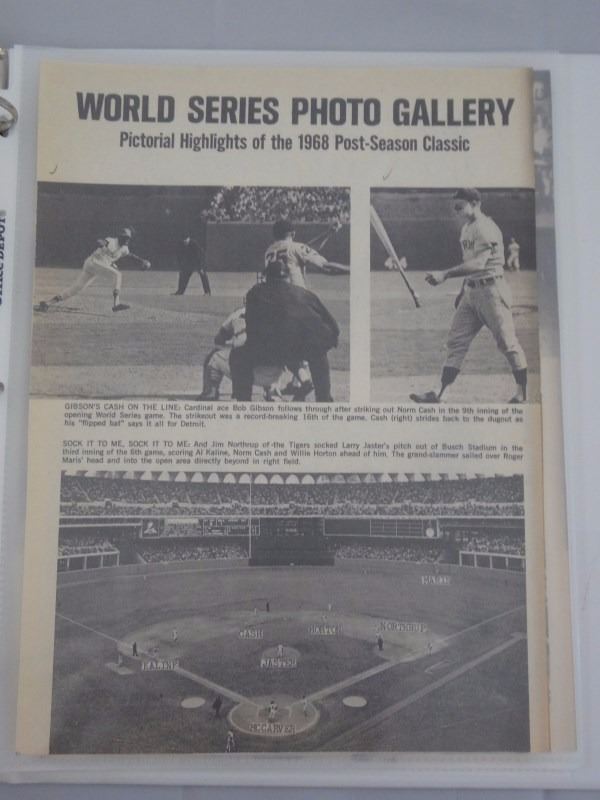 WORLD SERIES PHOTO GALLERY
Pictorial Highlights of the 1968 Post-Season Classic
GIBSON'S CASH ON THE LINE: Cardinal ace Bob Gibson follows through after striking out Norm Cash in the 9th inning of the
opening World Series game. The strikeout was a record-breaking 16th of the game. Cash (right) strides back to the dugout as
his "flipped bat" says it all for Detroit.
SOCK IT TO ME, SOCK IT TO ME: And Jim Northrup of the Tigers socked Larry Jaster's pitch out of Busch Stadium in the
third inning of the 6th game, scoring Al Kaline, Norm Cash and Willie Horton ahead of him. The grand-slammer sailed over Roger
Maris' head and into the open area directly beyond in right field.
MARIS
CASH
HORTON
NORTHRUP
KALINE
JASTER
McCARVER
Office DEPOT